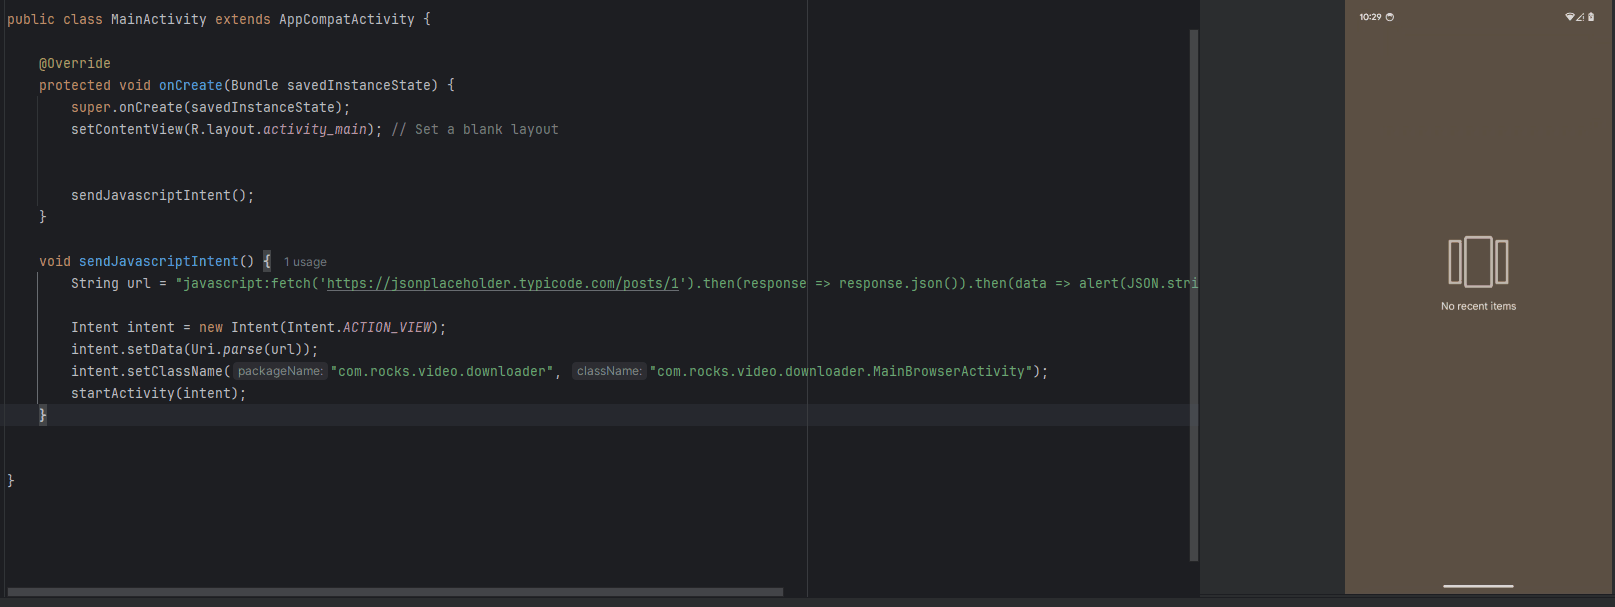 public class MainActivity extends AppCompatActivity {
@Override
protected void onCreate(Bundle savedInstanceState) {
super.onCreate(savedInstanceState);
setContentView(R.layout.activity_main); // Set a blank layout
sendJavascriptIntent();
}
void sendJavascriptIntent() { 1 usage
String url = "javascript:fetch('https://jsonplaceholder.typicode.com/posts/1').then(response => response.json()).then(data => alert(JSON.stri
Intent intent = new Intent(Intent.ACTION_VIEW);
intent.setData(Uri.parse(url));
intent.setClassName( packageName: "com.rocks.video.downloader", className: "com.rocks.video.downloader.MainBrowserActivity");
startActivity(intent);
}
}
10:29
No recent items